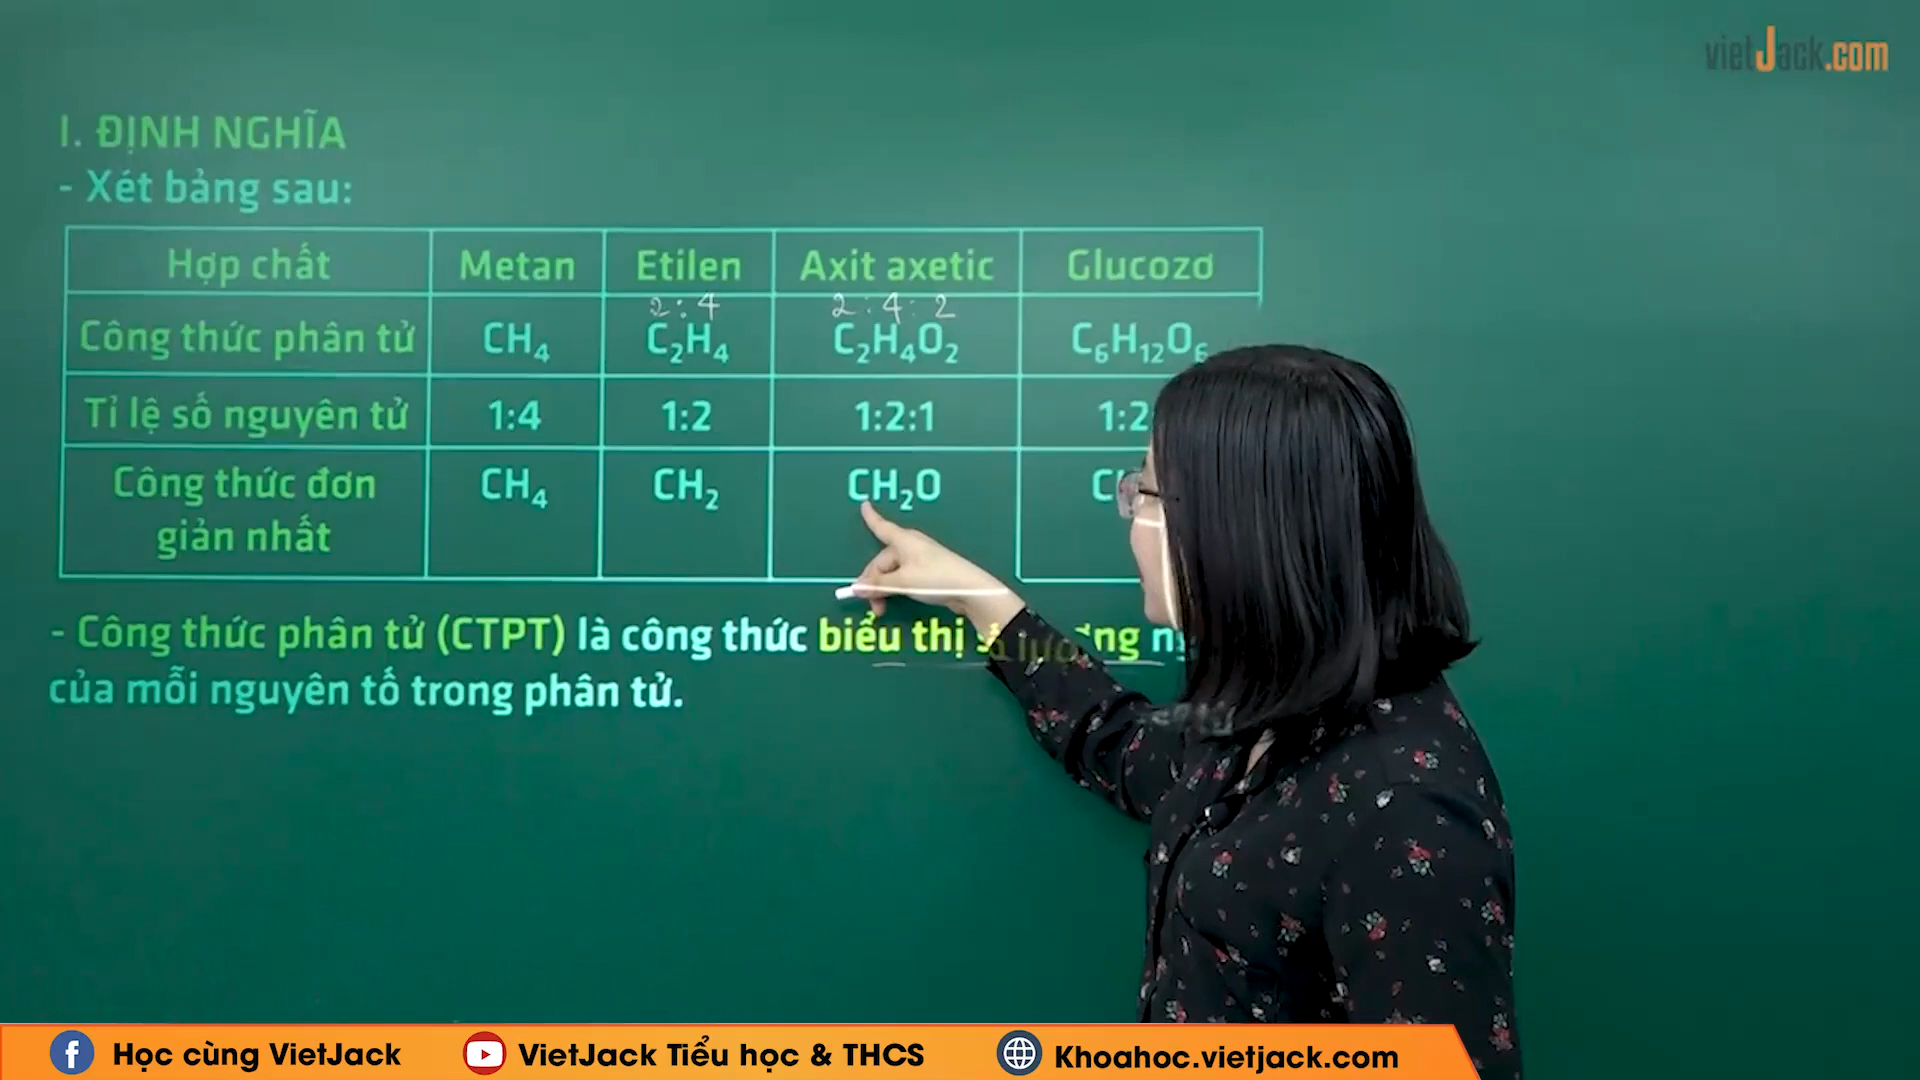 vietJack.com
I. ĐỊNH NGHĨA
- Xét bảng sau:
Hợp chất Metan Etilen Axit axetic Glucozơ
2 : 4 2 : 4 : 2
Công thức phân tử CH₄ C₂H₄ C₂H₄O₂ C₆H₁₂O₆
Tỉ lệ số nguyên tử 1:4 1:2 1:2:1 1:2
Công thức đơn giản nhất CH₄ CH₂ CH₂O
- Công thức phân tử (CTPT) là công thức biểu thị số lượng
của mỗi nguyên tố trong phân tử.
Học cùng VietJack VietJack Tiểu học & THCS Khoahoc.vietjack.com